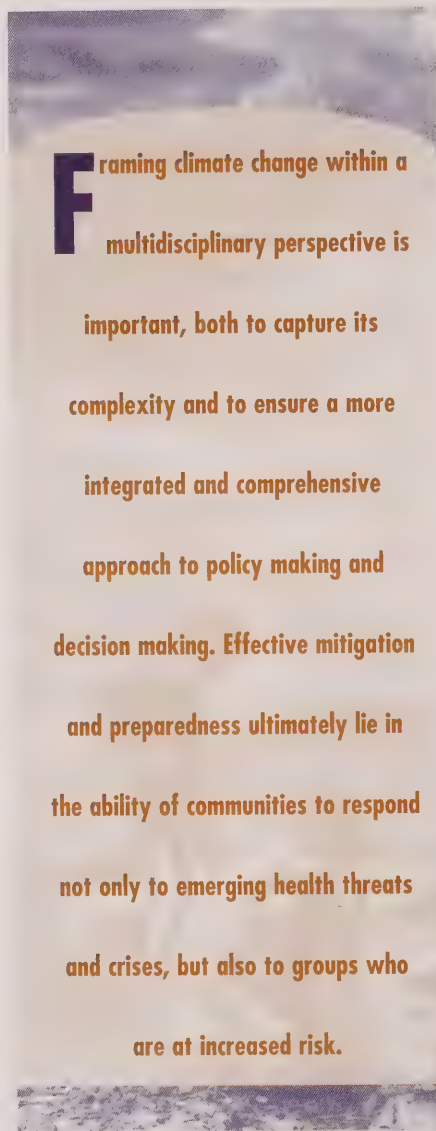 Framing climate change within a
multidisciplinary perspective is
important, both to capture its
complexity and to ensure a more
integrated and comprehensive
approach to policy making and
decision making. Effective mitigation
and preparedness ultimately lie in
the ability of communities to respond
not only to emerging health threats
and crises, but also to groups who
are at increased risk.